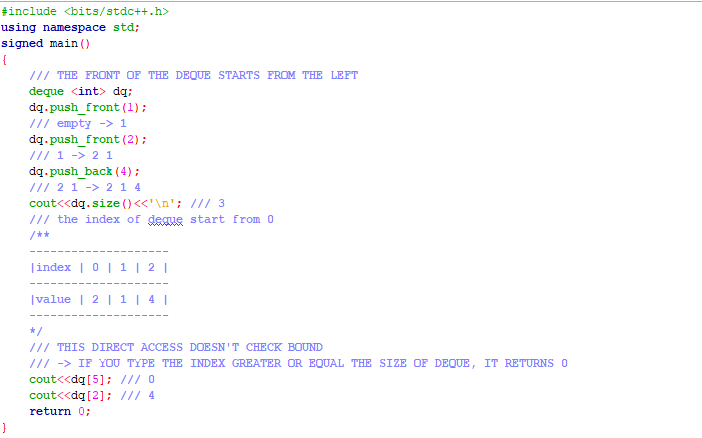 #include <bits/stdc++.h>
using namespace std;
signed main()
{
/// THE FRONT OF THE DEQUE STARTS FROM THE LEFT
deque <int> dq;
dq.push_front(1);
/// empty -> 1
dq.push_front(2);
/// 1 -> 2 1
dq.push_back(4);
/// 2 1 -> 2 1 4
cout<<dq.size()<<'\n'; /// 3
/// the index of deque start from 0
/**
--------------------
|index | 0 | 1 | 2 |
--------------------
|value | 2 | 1 | 4 |
--------------------
*/
/// THIS DIRECT ACCESS DOESN'T CHECK BOUND
/// -> IF YOU TYPE THE INDEX GREATER OR EQUAL THE SIZE OF DEQUE, IT RETURNS 0
cout<<dq[5]; /// 0
cout<<dq[2]; /// 4
return 0;
}